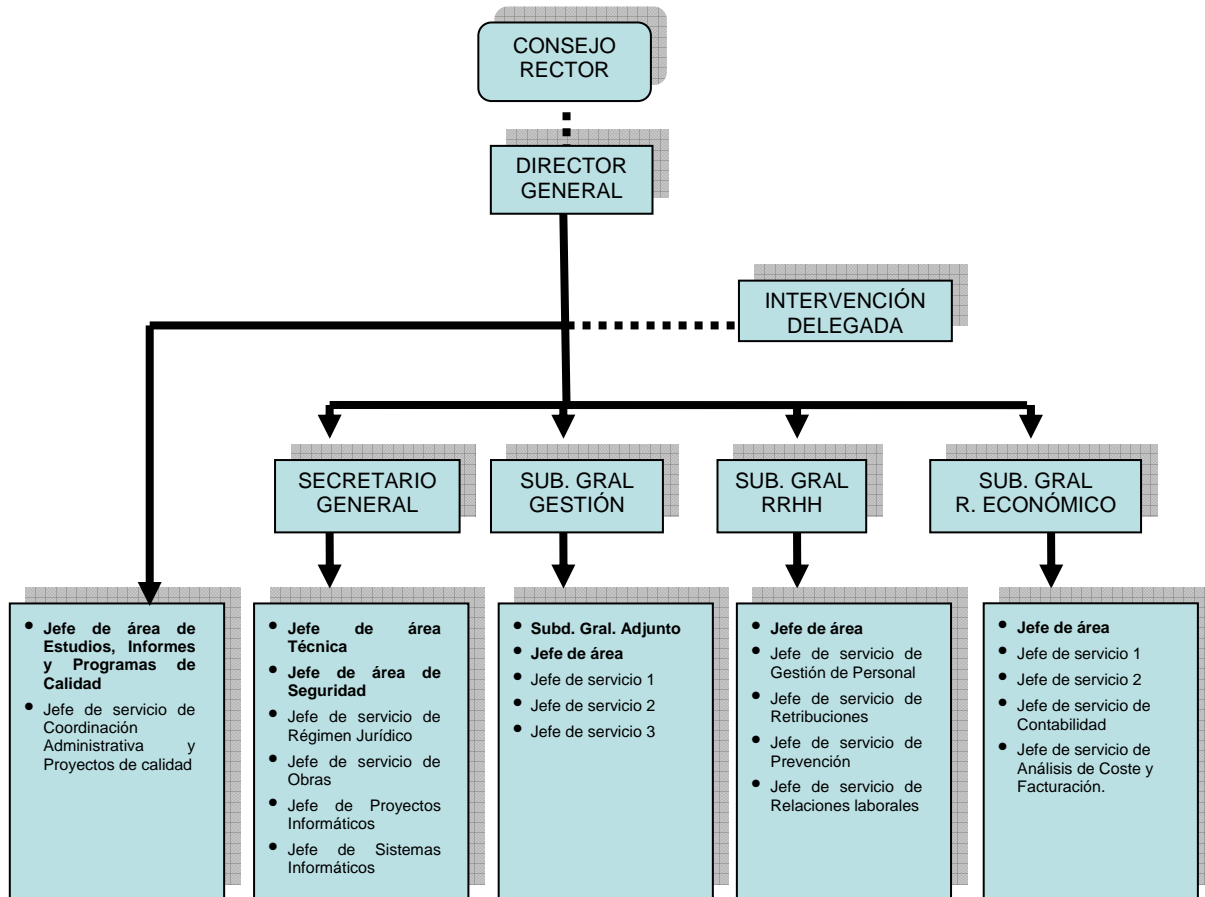 CONSEJO
RECTOR
DIRECTOR
GENERAL
INTERVENCIÓN
DELEGADA
SECRETARIO
GENERAL
SUB. GRAL
GESTIÓN
SUB. GRAL
RRHH
SUB. GRAL
R. ECONÓMICO
• Jefe de área de
Estudios, Informes
y Programas de
Calidad
• Jefe de servicio de
Coordinación
Administrativa y
Proyectos de calidad
• Jefe de área
Técnica
• Jefe de área de
Seguridad
• Jefe de servicio de
Régimen Jurídico
• Jefe de servicio de
Obras
• Jefe de Proyectos
Informáticos
• Jefe de Sistemas
Informáticos
• Subd. Gral. Adjunto
• Jefe de área
• Jefe de servicio 1
• Jefe de servicio 2
• Jefe de servicio 3
• Jefe de área
• Jefe de servicio de
Gestión de Personal
• Jefe de servicio de
Retribuciones
• Jefe de servicio de
Prevención
• Jefe de servicio de
Relaciones laborales
• Jefe de área
• Jefe de servicio 1
• Jefe de servicio 2
• Jefe de servicio de
Contabilidad
• Jefe de servicio de
Análisis de Coste y
Facturación.